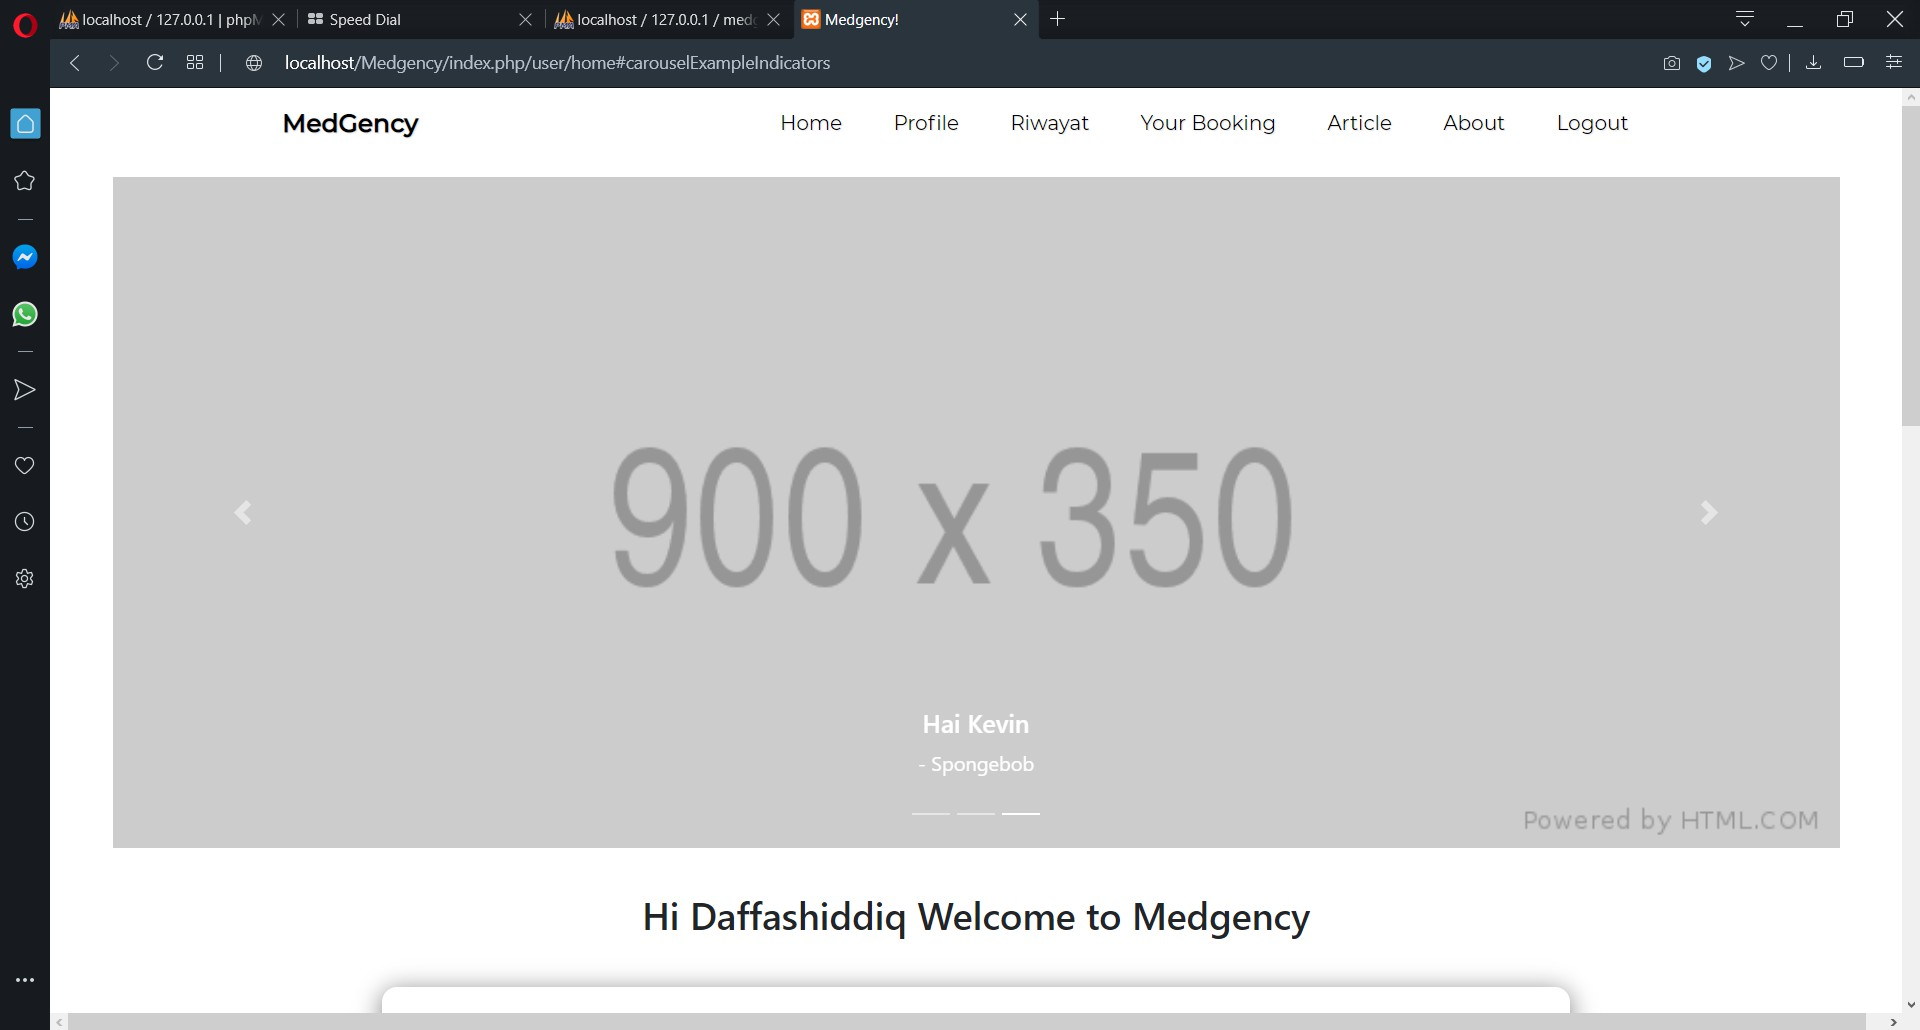 localhost / 127.0.0.1 | phpM
Speed Dial
localhost / 127.0.0.1 / med
Medgency!
localhost/Medgency/index.php/user/home#carouselExampleIndicators
MedGency
Home
Profile
Riwayat
Your Booking
Article
About
Logout
900 x 350
Hai Kevin
- Spongebob
Powered by HTML.COM
Hi Daffashiddiq Welcome to Medgency